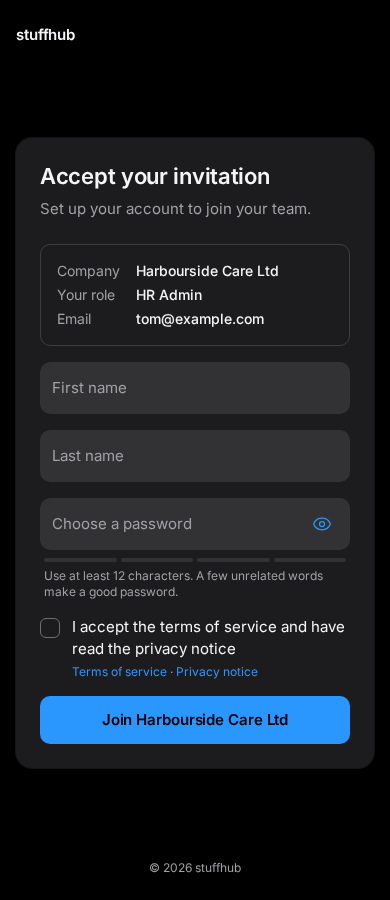 stuffhub
Accept your invitation
Set up your account to join your team.
Company Harbourside Care Ltd
Your role HR Admin
Email tom@example.com
First name
Last name
Choose a password
Use at least 12 characters. A few unrelated words
make a good password.
I accept the terms of service and have
read the privacy notice
Terms of service · Privacy notice
Join Harbourside Care Ltd
© 2026 stuffhub